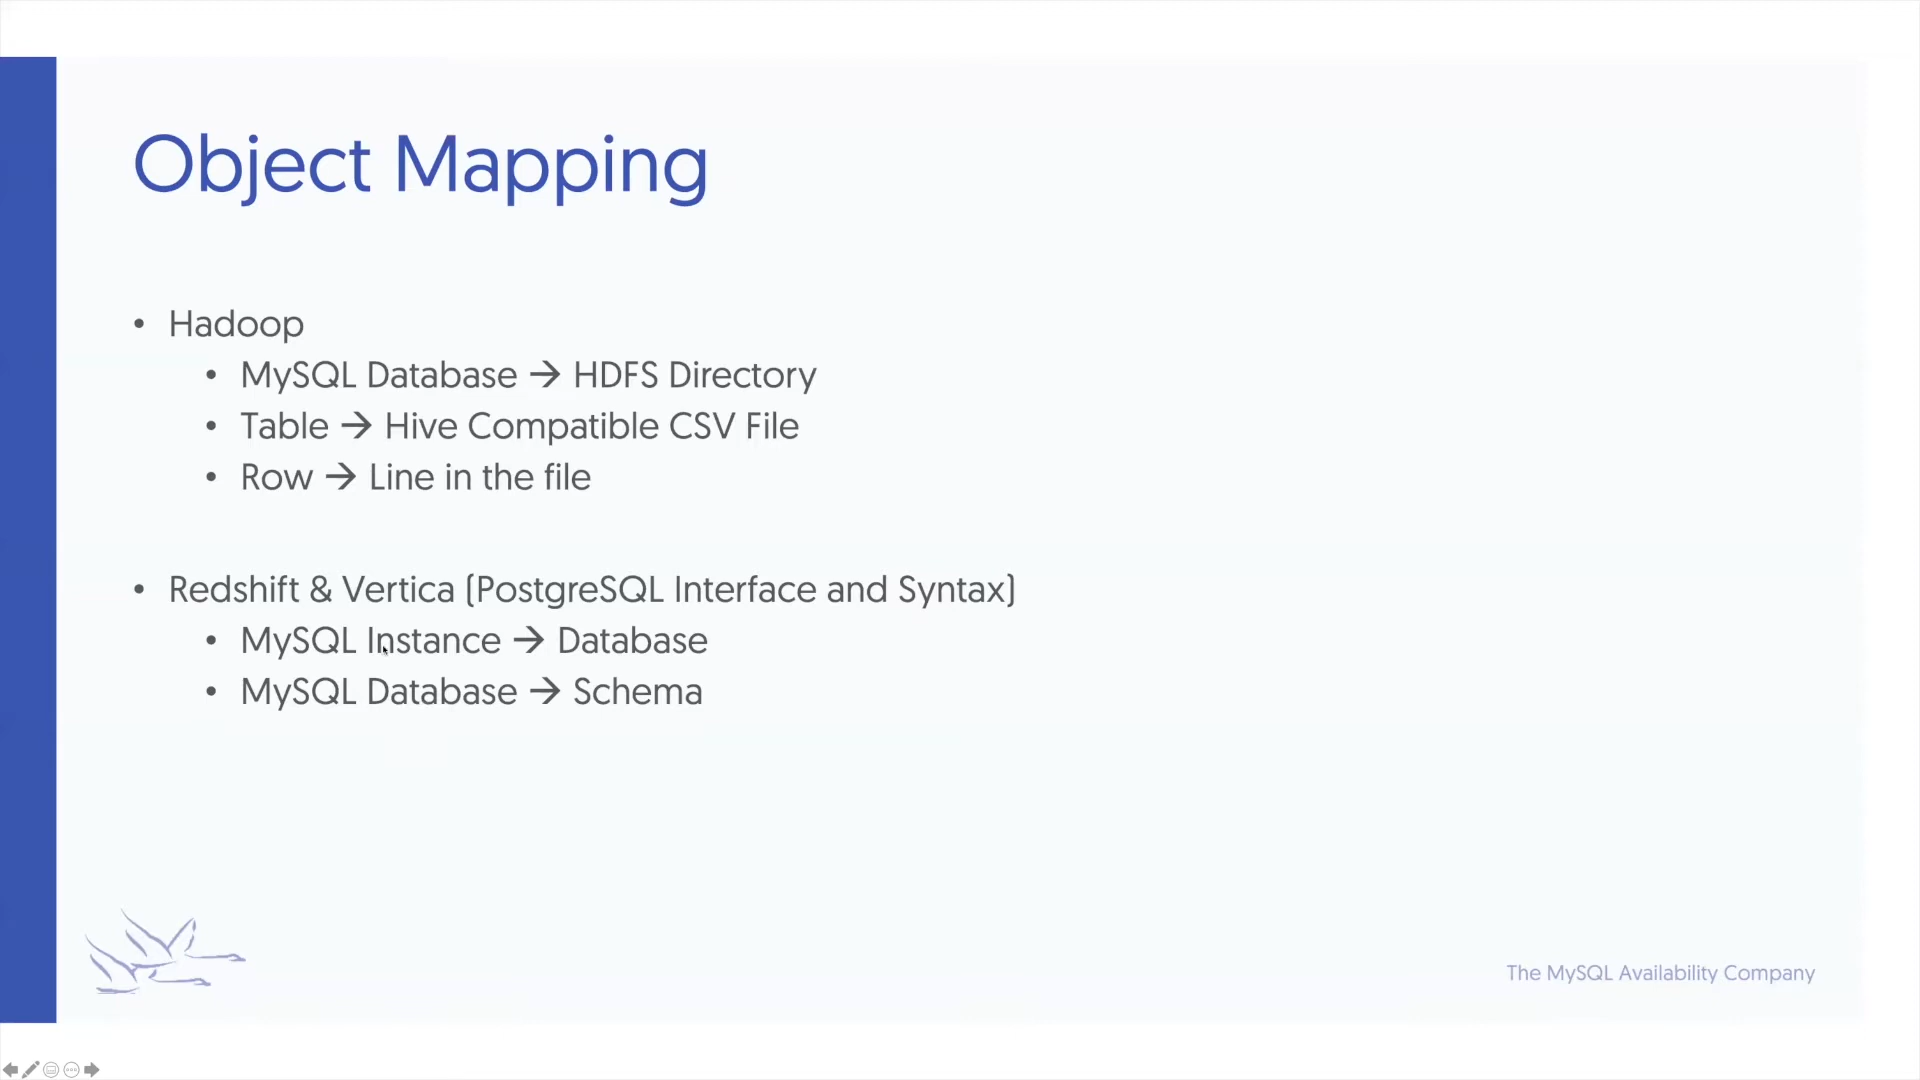 Object Mapping
• Hadoop
• MySQL Database → HDFS Directory
• Table → Hive Compatible CSV File
• Row → Line in the file
• Redshift & Vertica (PostgreSQL Interface and Syntax)
• MySQL Instance → Database
• MySQL Database → Schema
The MySQL Availability Company